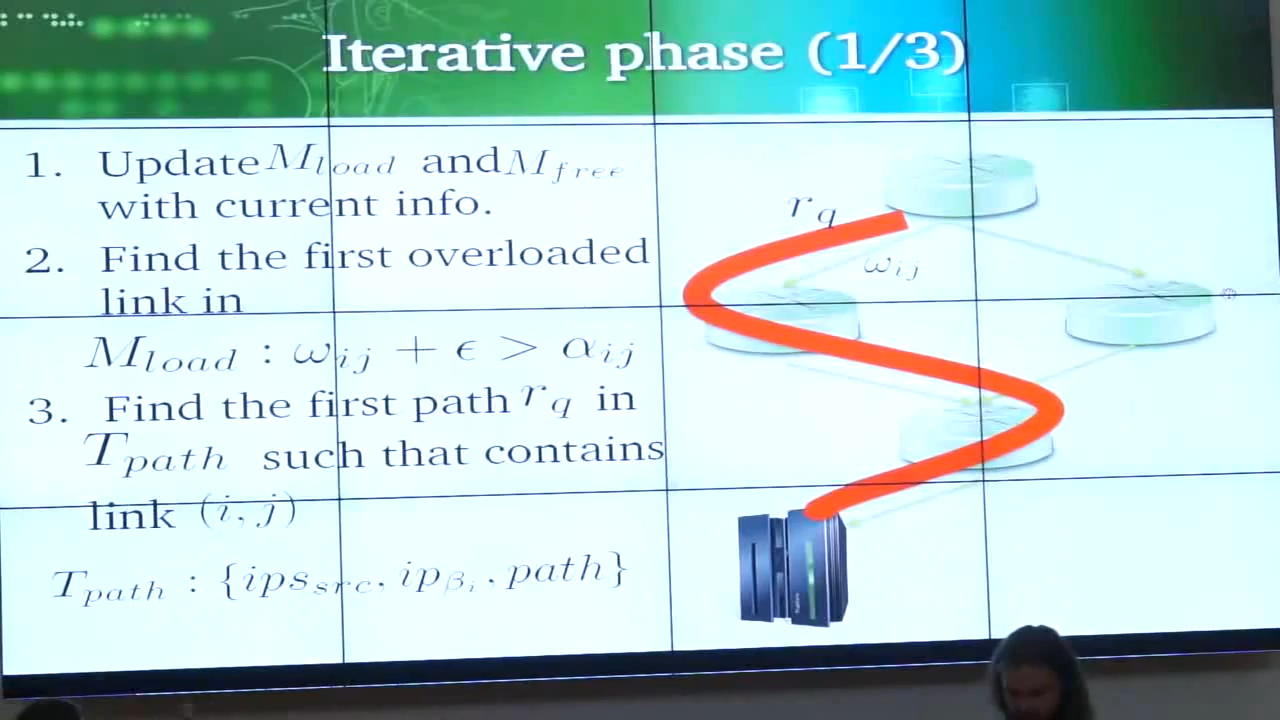 Iterative phase (1/3)
1. Update M_load and M_free
with current info.
2. Find the first overloaded
link in
M_load : ω_ij + ϵ > α_ij
3. Find the first path r_q in
T_path such that contains
link (i, j)
T_path : {ips_src, ip_β_i, path}
r_q
ω_ij